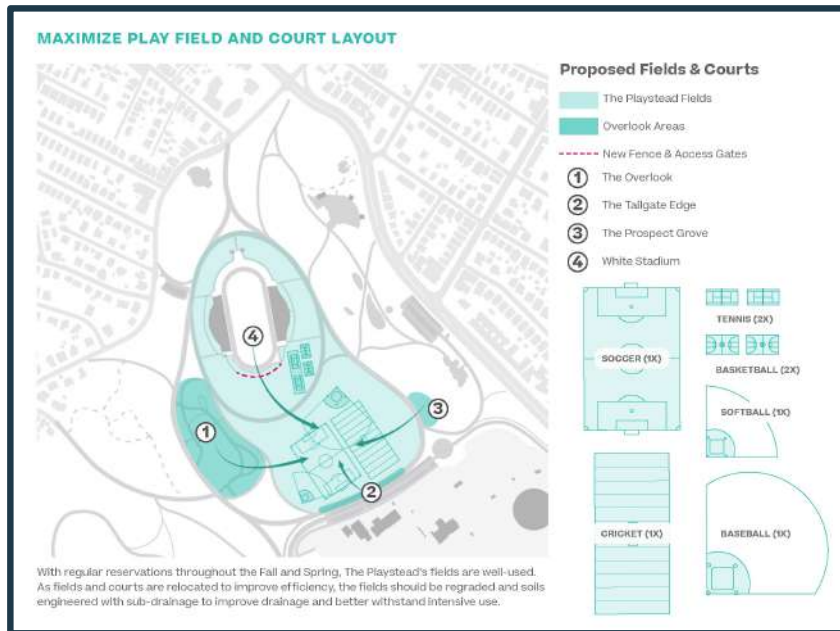 MAXIMIZE PLAY FIELD AND COURT LAYOUT
Proposed Fields & Courts
The Playstead Fields
Overlook Areas
New Fence & Access Gates
1 The Overlook
2 The Tailgate Edge
3 The Prospect Grove
4 White Stadium
4
1
3
2
SOCCER (1X)
TENNIS (2X)
BASKETBALL (2X)
SOFTBALL (1X)
CRICKET (1X)
BASEBALL (1X)
With regular reservations throughout the Fall and Spring, The Playstead's fields are well-used.
As fields and courts are relocated to improve efficiency, the fields should be regraded and soils
engineered with sub-drainage to improve drainage and better withstand intensive use.